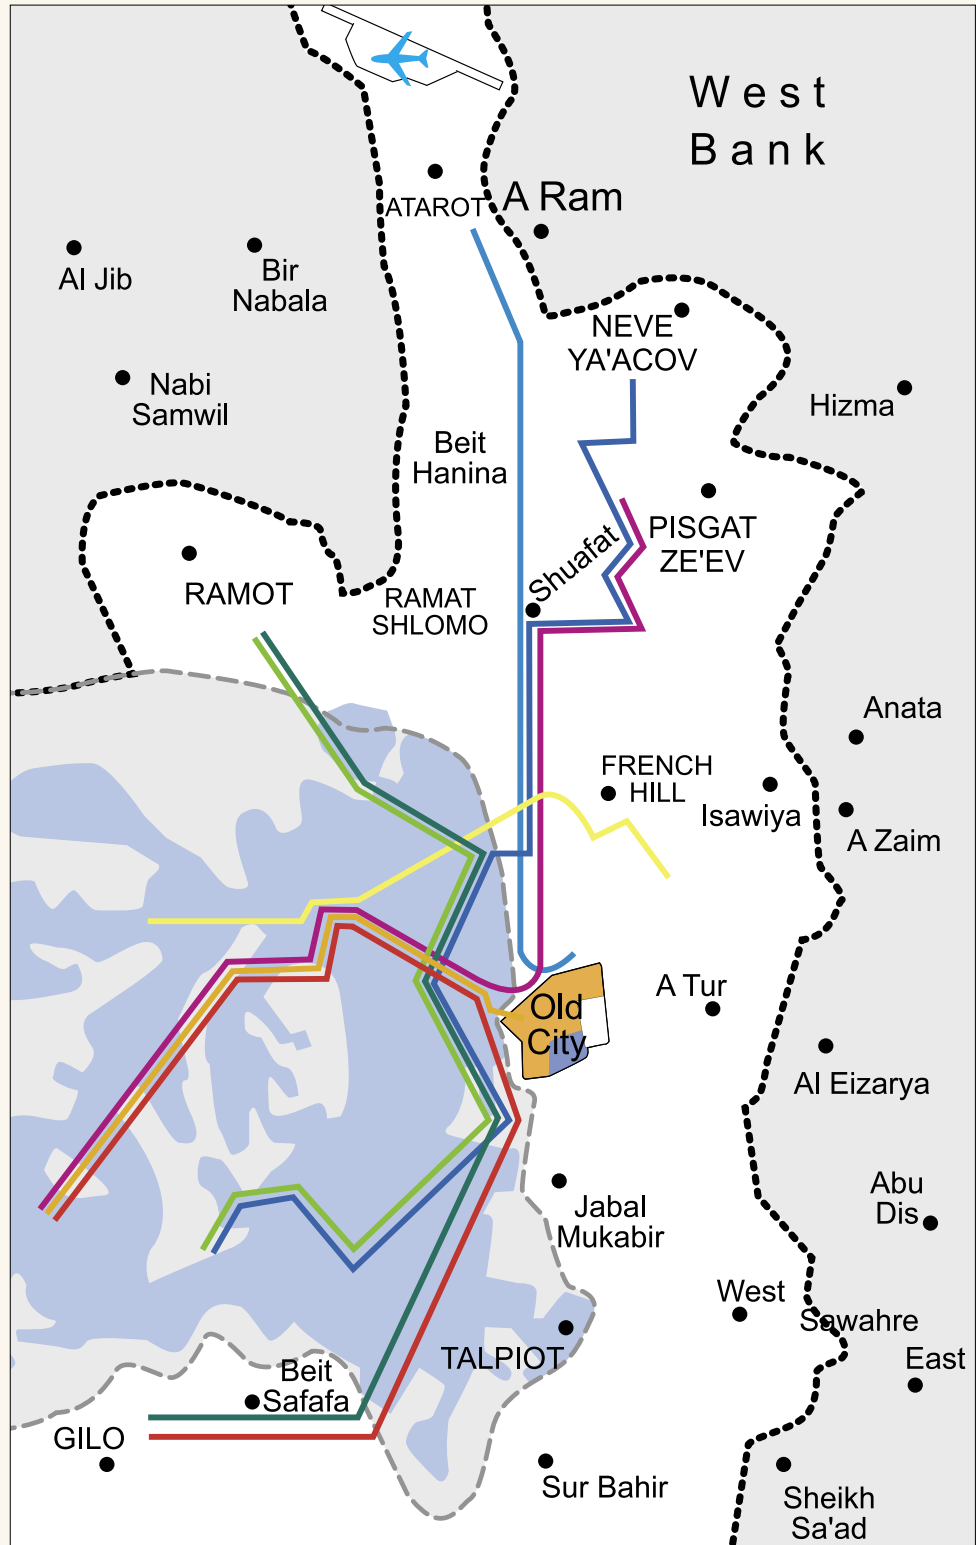 West
Bank
A Ram
ATAROT
Al Jib
Bir
Nabala
NEVE
YA'ACOV
Nabi
Samwil
Hizma
Beit
Hanina
PISGAT
ZE'EV
Shuafat
RAMOT
RAMAT
SHLOMO
Anata
FRENCH
HILL
Isawiya
A Zaim
A Tur
Old
City
Al Eizarya
Abu
Dis
Jabal
Mukabir
West
Sawahre
East
TALPIOT
Beit
Safafa
GILO
Sur Bahir
Sheikh
Sa'ad